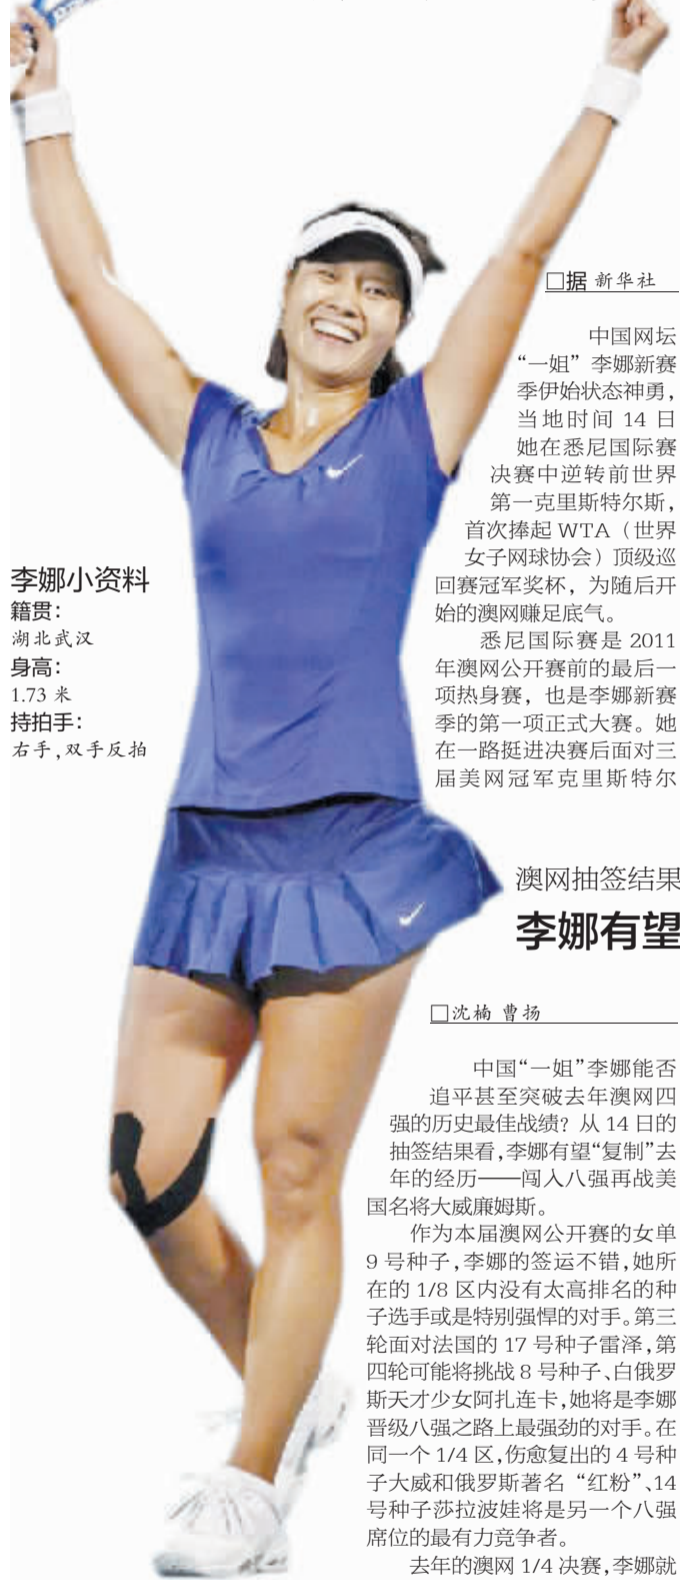 □据 新华社
中国网坛
“一姐” 李娜新赛
季伊始状态神勇，
当地时间 14 日
她在悉尼国际赛
决赛中逆转前世界
第一克里斯特尔斯，
首次捧起 WTA（世界
女子网球协会）顶级巡
回赛冠军奖杯，为随后开
始的澳网赚足底气。
悉尼国际赛是 2011
年澳网公开赛前的最后一
项热身赛，也是李娜新赛
季的第一项正式大赛。她
在一路挺进决赛后面对三
届美网冠军克里斯特尔
李娜小资料
籍贯：
湖北武汉
身高：
1.73 米
持拍手：
右手，双手反拍
澳网抽签结果
李娜有望
□沈楠 曹扬
中国“一姐”李娜能否
追平甚至突破去年澳网四
强的历史最佳战绩？从 14 日的
抽签结果看，李娜有望“复制”去
年的经历——闯入八强再战美
国名将大威廉姆斯。
作为本届澳网公开赛的女单
9 号种子，李娜的签运不错，她所
在的 1/8 区内没有太高排名的种
子选手或是特别强悍的对手。第三
轮面对法国的 17 号种子雷泽，第
四轮可能将挑战 8 号种子、白俄罗
斯天才少女阿扎连卡，她将是李娜
晋级八强之路上最强劲的对手。在
同一个 1/4 区，伤愈复出的 4 号种
子大威和俄罗斯著名 “红粉”、14
号种子莎拉波娃将是另一个八强
席位的最有力竞争者。
去年的澳网 1/4 决赛，李娜就